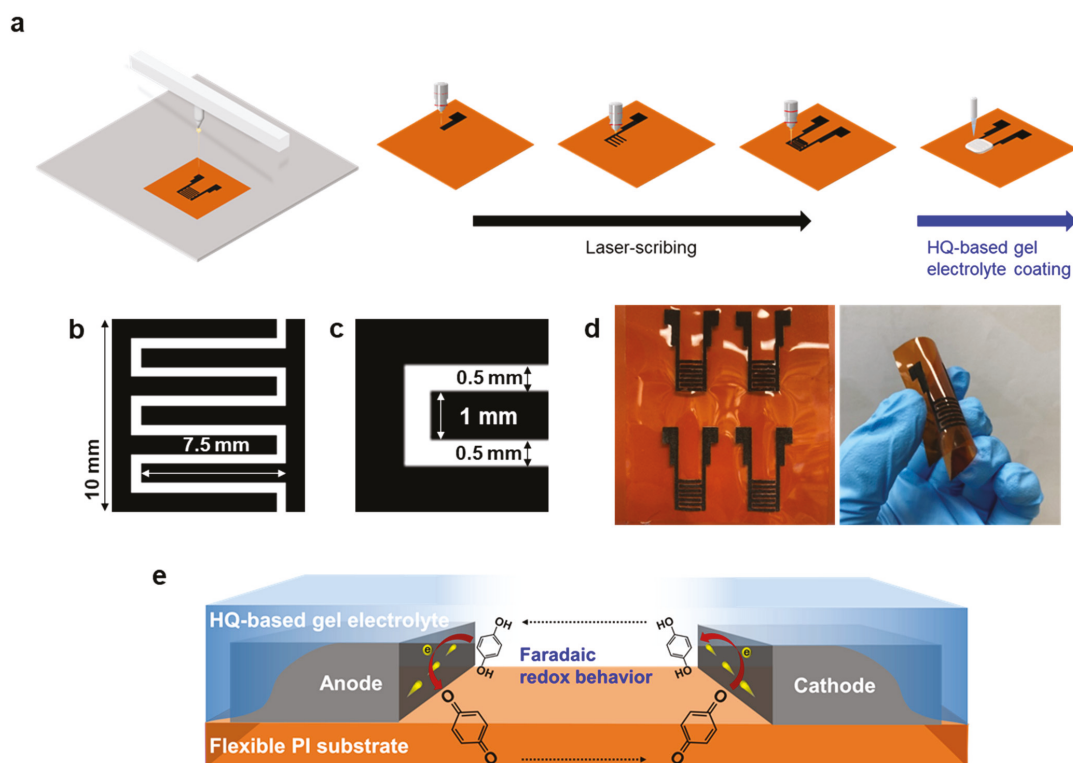 a
Laser-scribing
HQ-based gel
electrolyte coating
b
10 mm
7.5 mm
c
0.5 mm
1 mm
0.5 mm
d
e
HQ-based gel electrolyte
OH
HO
e
Faradaic
redox behavior
e
OH
OH
Anode
Cathode
O
O
O
O
Flexible PI substrate